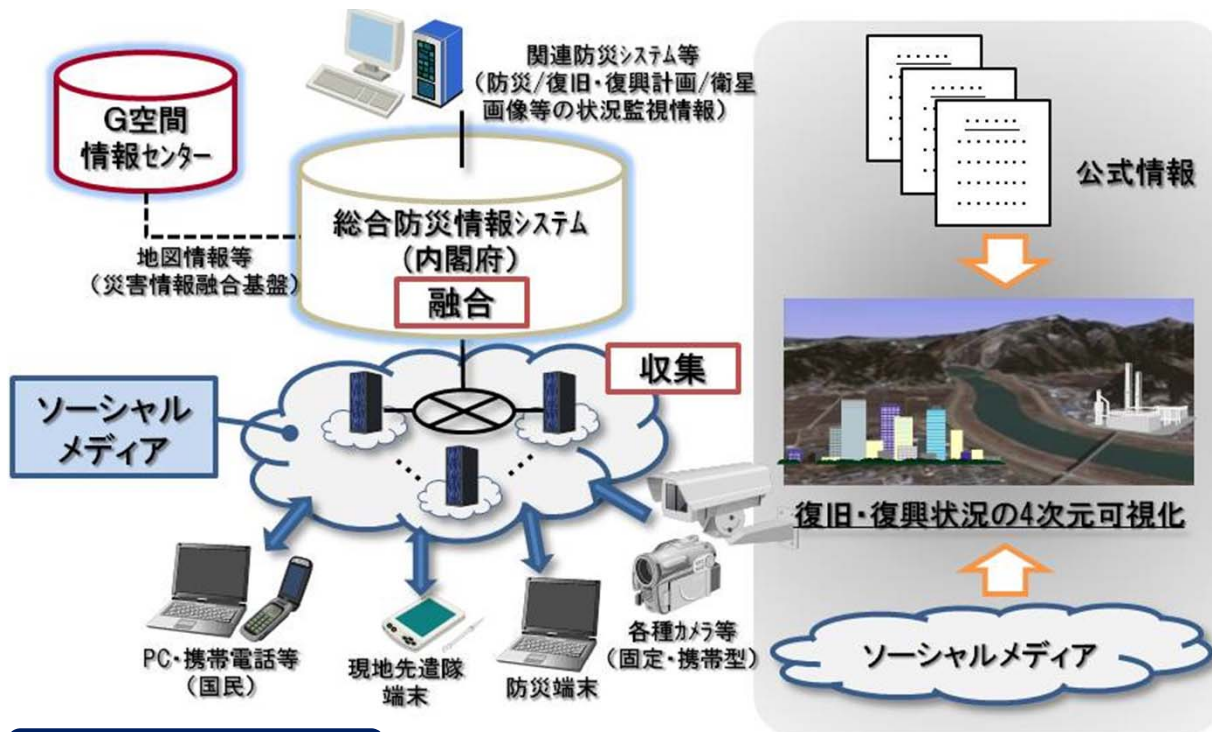 関連防災システム等
(防災/復旧・復興計画/衛星
画像等の状況監視情報)
G空間
情報センター
総合防災情報システム
(内閣府)
融合
地図情報等
(災害情報融合基盤)
収集
ソーシャル
メディア
PC・携帯電話等
(国民)
現地先遣隊
端末
防災端末
各種カメラ等
(固定・携帯型)
公式情報
復旧・復興状況の4次元可視化
ソーシャルメディア